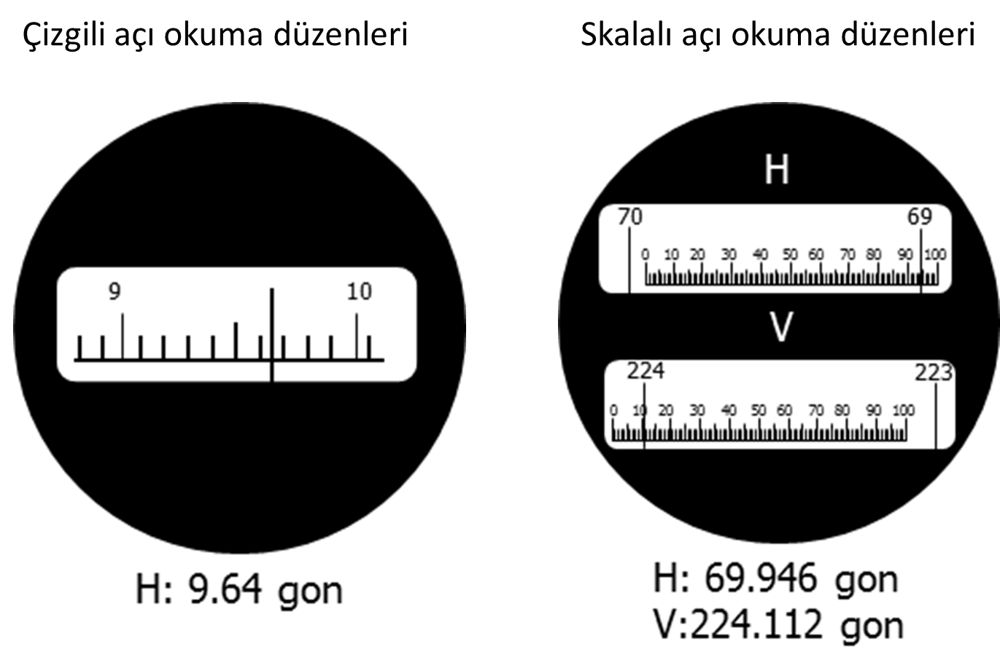 Çizgili açı okuma düzenleri
9 10
H: 9.64 gon
Skalalı açı okuma düzenleri
H
70 69
0 10 20 30 40 50 60 70 80 90 100
V
224 223
0 10 20 30 40 50 60 70 80 90 100
H: 69.946 gon
V:224.112 gon